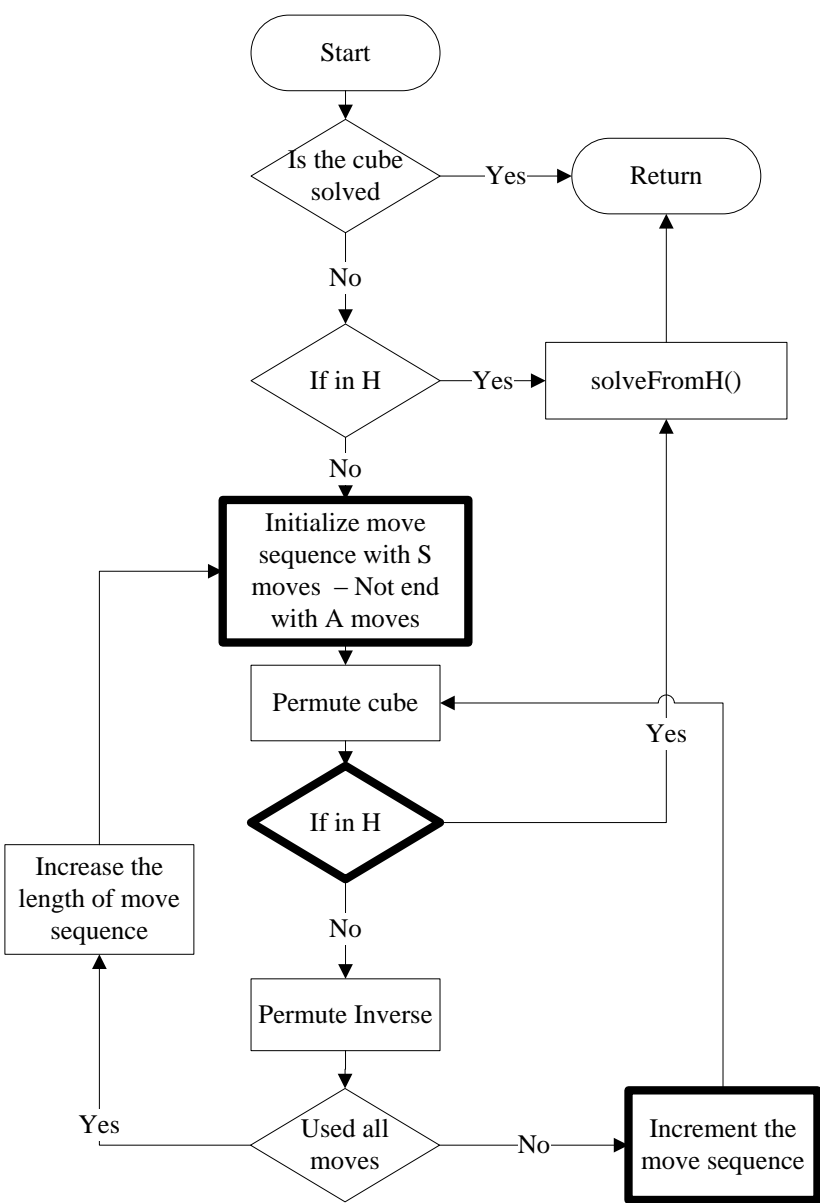 Start
Is the cube
solved
Yes
Return
No
If in H
Yes
solveFromH()
No
Initialize move
sequence with S
moves – Not end
with A moves
Permute cube
Yes
If in H
Increase the
length of move
sequence
No
Permute Inverse
Yes
Used all
moves
No
Increment the
move sequence